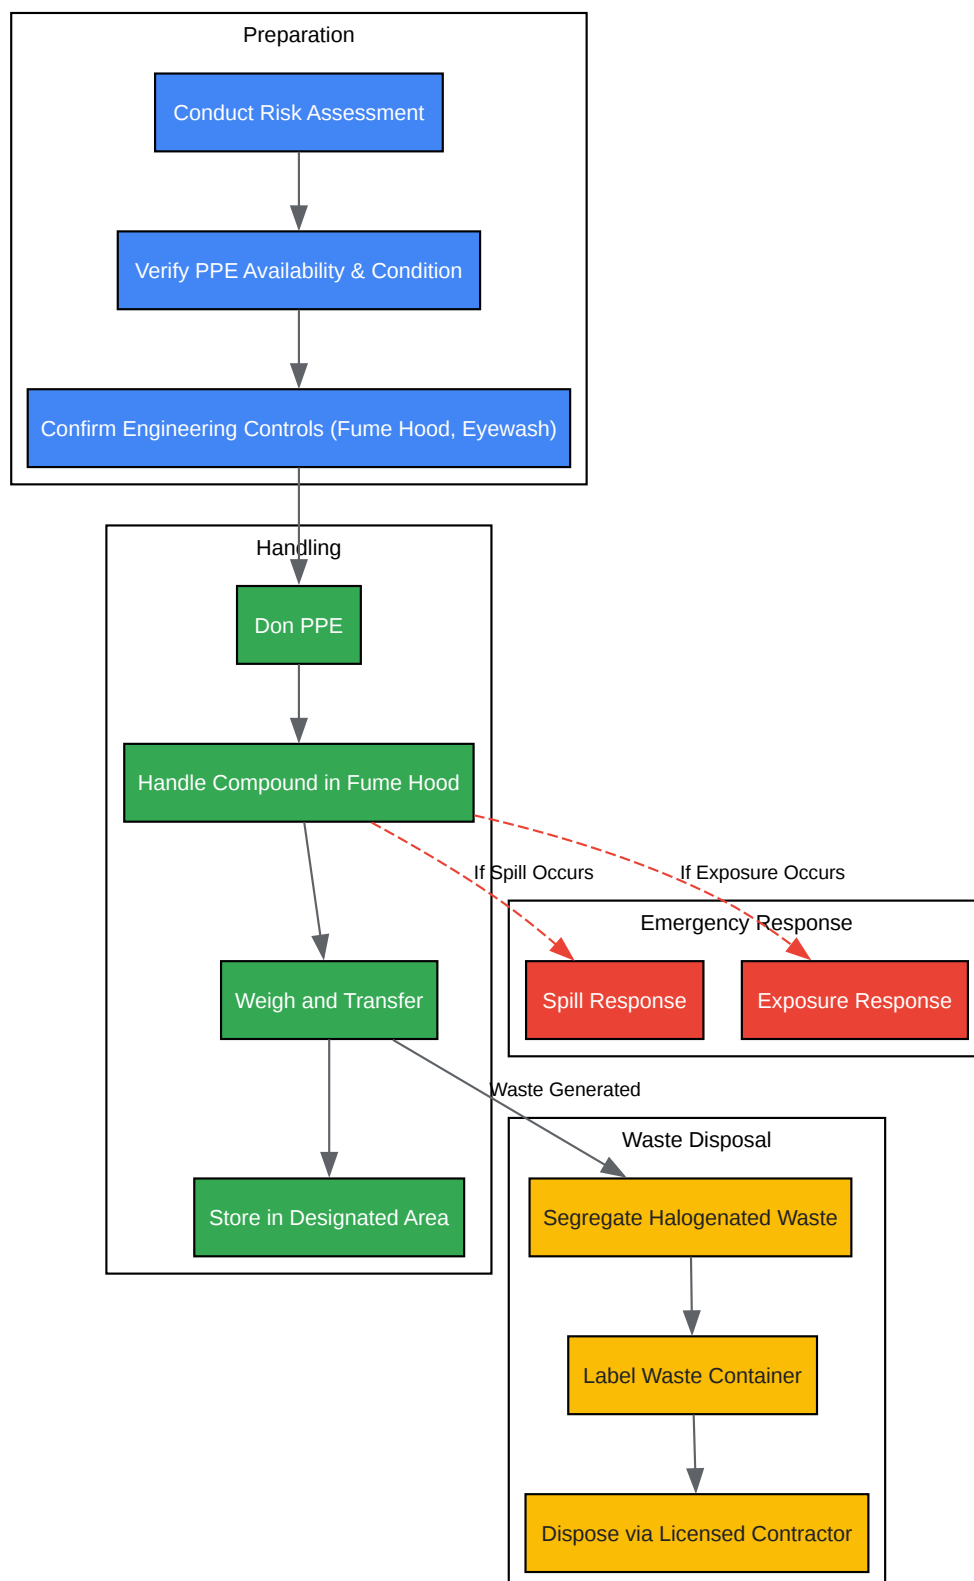 Preparation
Conduct Risk Assessment
Verify PPE Availability & Condition
Confirm Engineering Controls (Fume Hood, Eyewash)
Handling
Don PPE
Handle Compound in Fume Hood
If Spill Occurs
If Exposure Occurs
Emergency Response
Weigh and Transfer
Spill Response
Exposure Response
Waste Generated
Waste Disposal
Store in Designated Area
Segregate Halogenated Waste
Label Waste Container
Dispose via Licensed Contractor